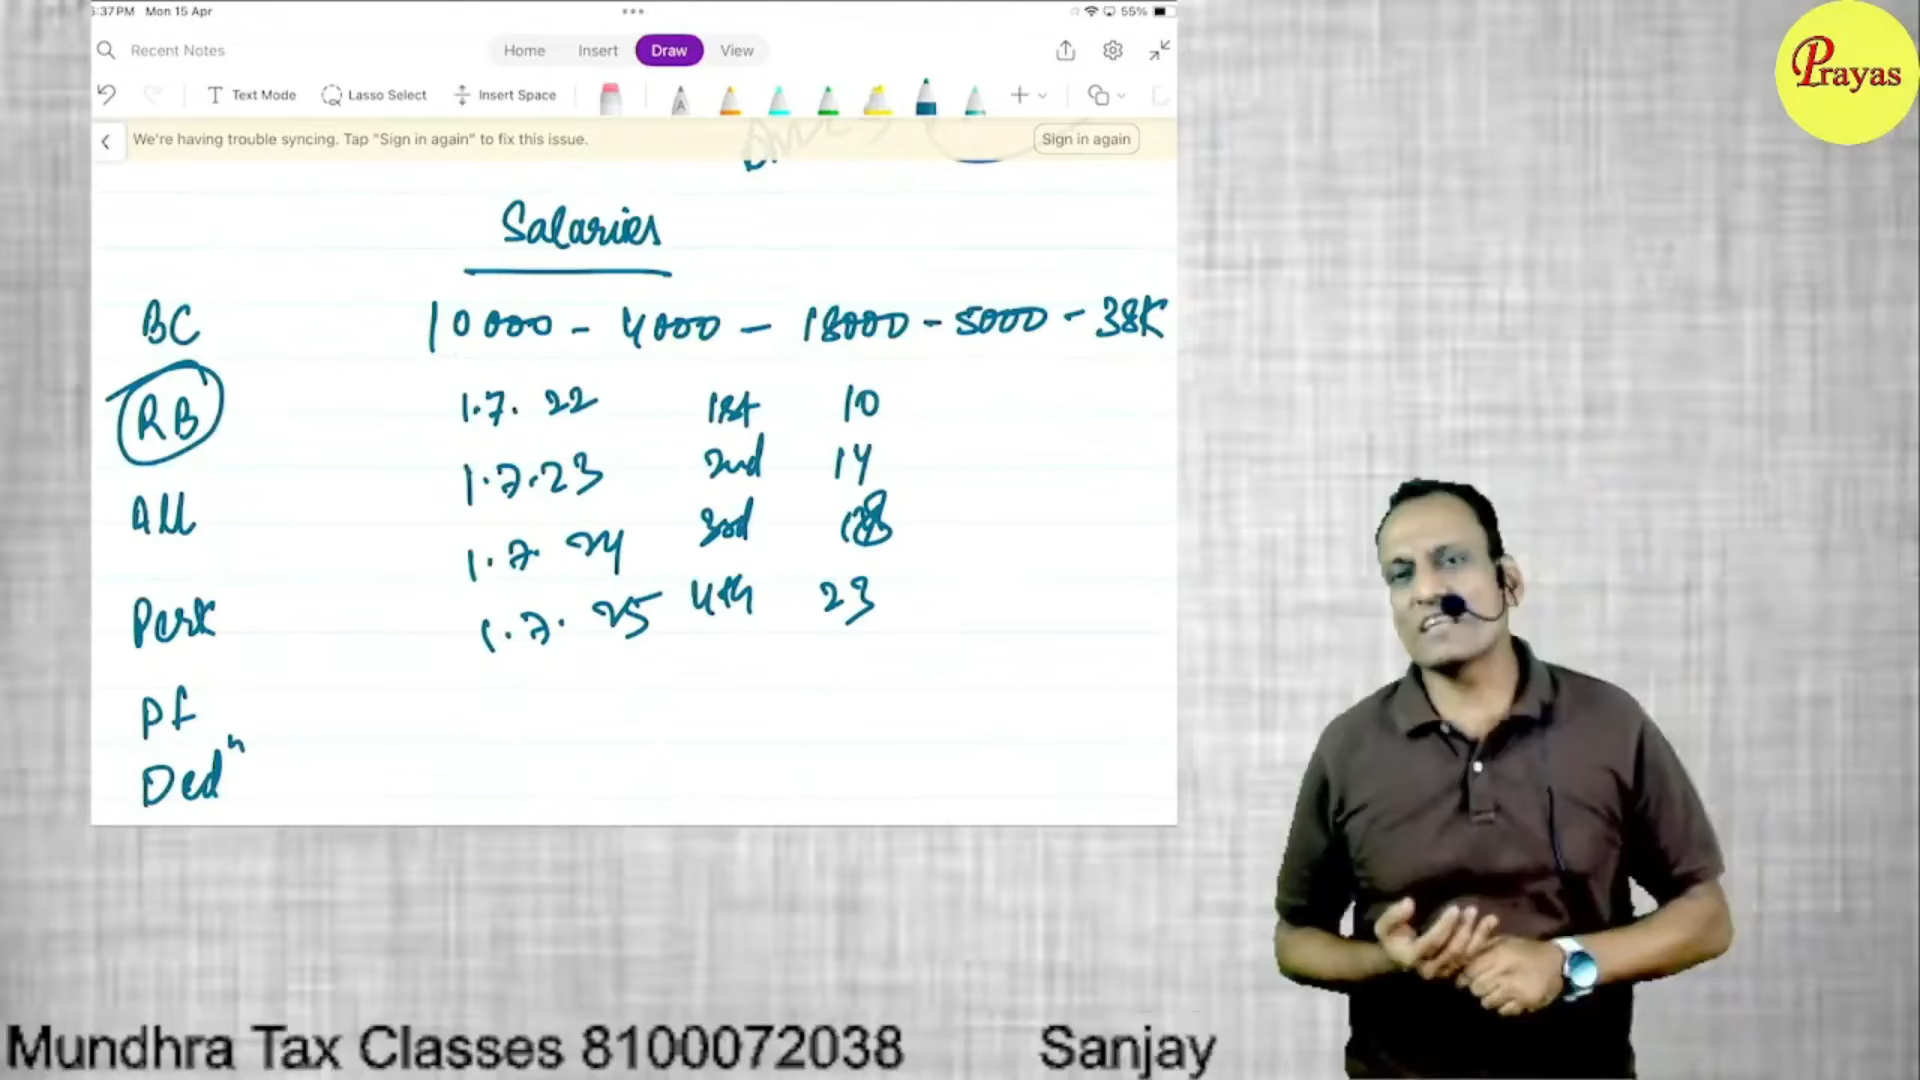 :37 PM Mon 15 Apr
55%
Recent Notes
Home Insert Draw View
Text Mode Lasso Select Insert Space
We're having trouble syncing. Tap "Sign in again" to fix this issue.
Sign in again
Prayas
Salaries
BC 10000 - 4000 - 18000 - 5000 - 38K
RB 1.7. 22 1st 10
1.7.23 2nd 14
All 1.7. 24 3rd 18
Perk 1.7. 25 4th 23
Pf
Dedⁿ
Mundhra Tax Classes 8100072038 Sanjay